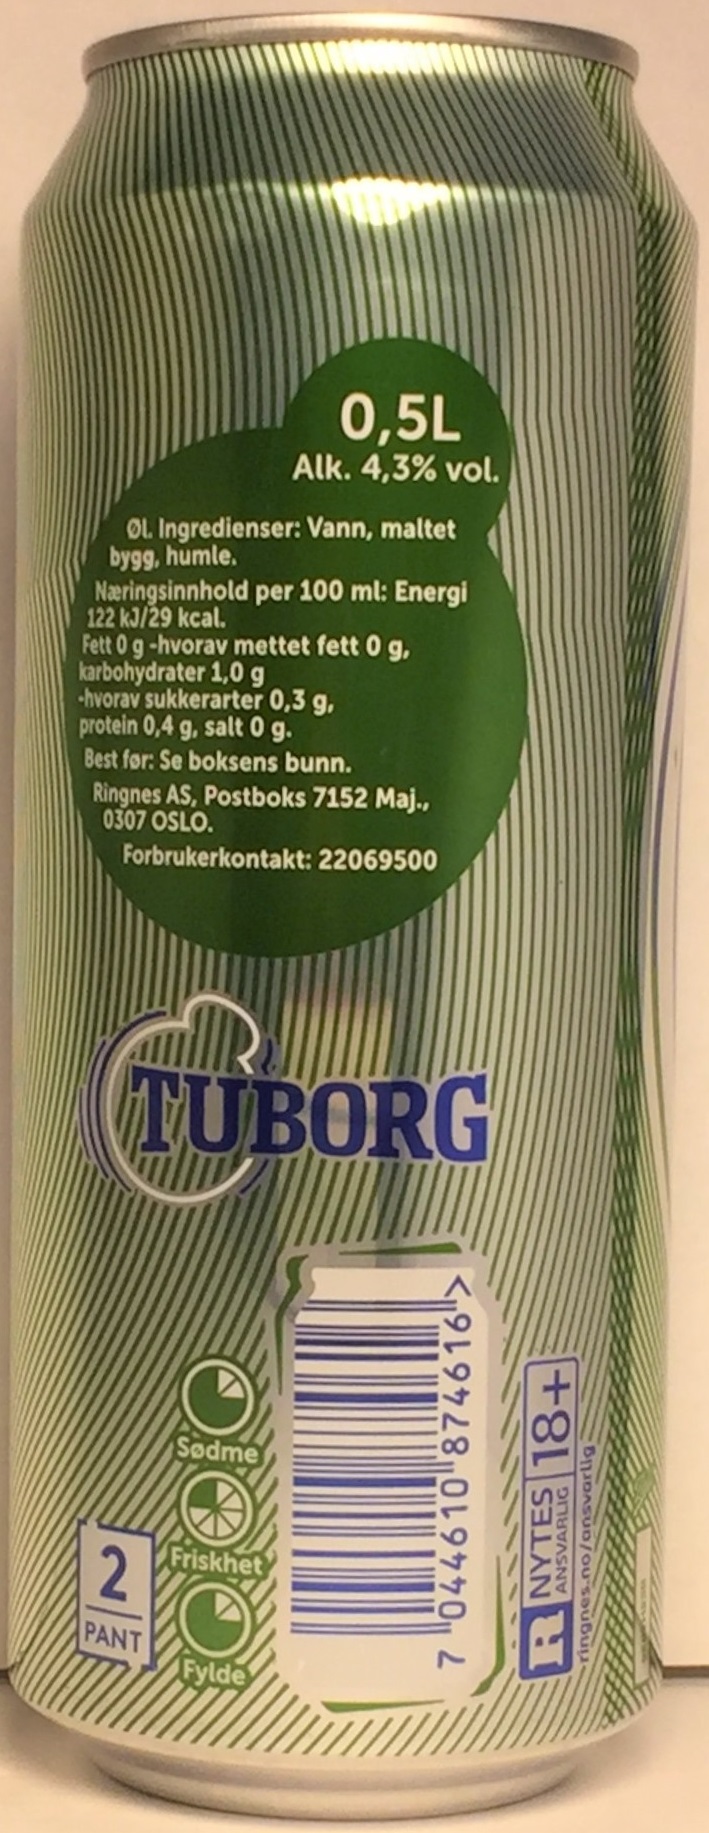 0,5L
Alk. 4,3% vol.
Øl. Ingredienser: Vann, maltet
bygg, humle.
Næringsinnhold per 100 ml: Energi
122 kJ/29 kcal.
Fett 0 g -hvorav mettet fett 0 g,
karbohydrater 1,0 g
-hvorav sukkerarter 0,3 g,
protein 0,4 g, salt 0 g.
Best før: Se boksens bunn.
Ringnes AS, Postboks 7152 Maj.,
0307 OSLO.
Forbrukerkontakt: 22069500
TUBORG
Sødme
Friskhet
Fylde
2
PANT
7 044610 874616 >
R NYTES 18+
ANSVARLIG
ringnes.no/ansvarlig